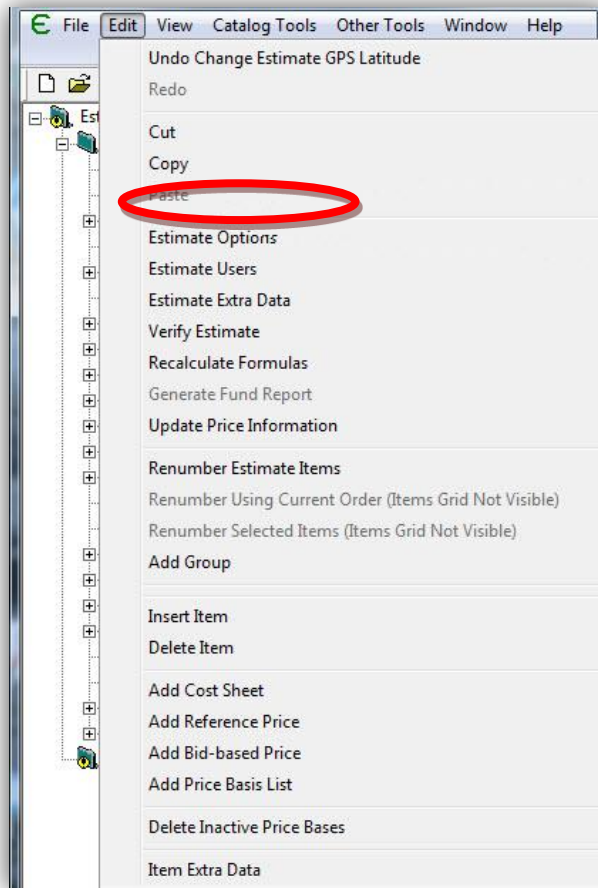 E File Edit View Catalog Tools Other Tools Window Help
Undo Change Estimate GPS Latitude
Redo
Est
Cut
Copy
Paste
Estimate Options
Estimate Users
Estimate Extra Data
Verify Estimate
Recalculate Formulas
Generate Fund Report
Update Price Information
Renumber Estimate Items
Renumber Using Current Order (Items Grid Not Visible)
Renumber Selected Items (Items Grid Not Visible)
Add Group
Insert Item
Delete Item
Add Cost Sheet
Add Reference Price
Add Bid-based Price
Add Price Basis List
Delete Inactive Price Bases
Item Extra Data